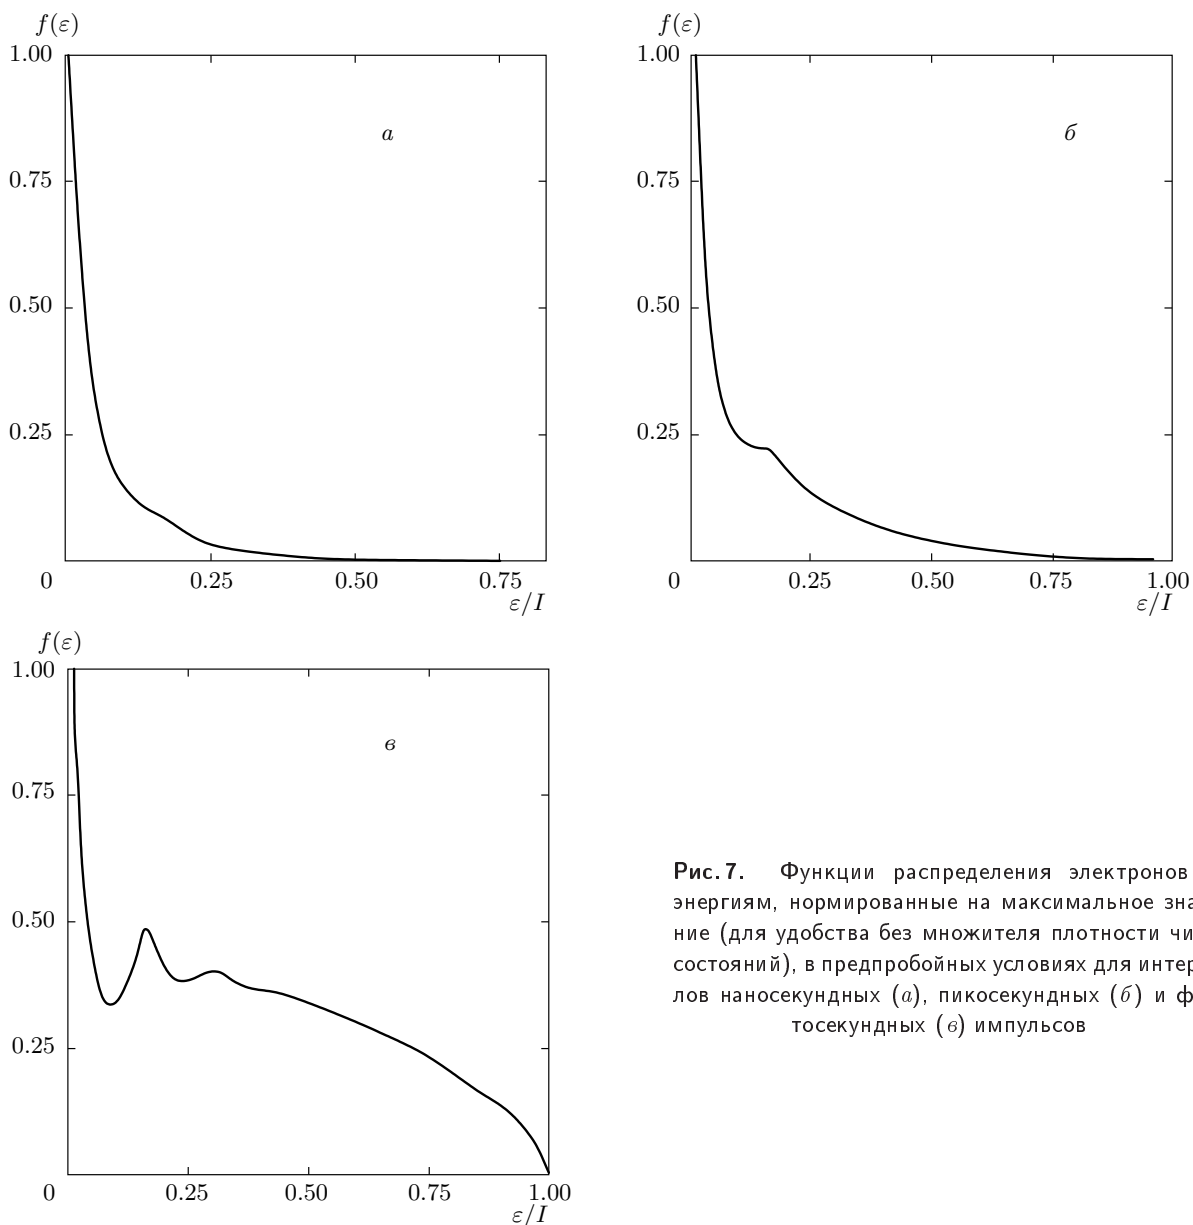 f(ε)
1.00
0.75
0.50
0.25
0
0.25
0.50
0.75
ε/I
а
f(ε)
1.00
0.75
0.50
0.25
0
0.25
0.50
0.75
1.00
ε/I
б
f(ε)
1.00
0.75
0.50
0.25
0
0.25
0.50
0.75
1.00
ε/I
в
Рис. 7. Функции распределения электронов
энергиям, нормированные на максимальное зна
ние (для удобства без множителя плотности чи
состояний), в предпробойных условиях для интер
лов наносекундных (а), пикосекундных (б) и ф
тосекундных (в) импульсов